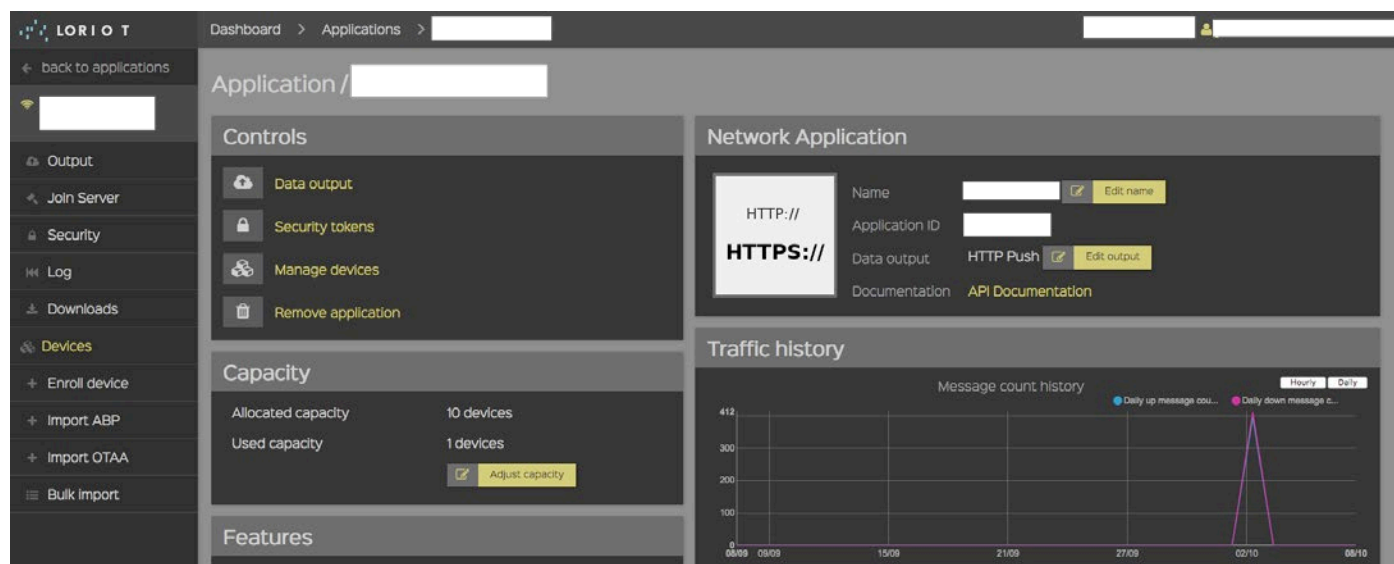 LORIOT
Dashboard > Applications >
back to applications
Output
Join Server
Security
Log
Downloads
Devices
Enroll device
Import ABP
Import OTAA
Bulk import
Application /
Controls
Data output
Security tokens
Manage devices
Remove application
Capacity
Allocated capacity 10 devices
Used capacity 1 devices
Adjust capacity
Features
Network Application
HTTP://
HTTPS://
Name Edit name
Application ID
Data output HTTP Push Edit output
Documentation API Documentation
Traffic history
Message count history
Hourly Daily
Daily up message cou... Daily down message c...
412
300
200
100
0
08/09 09/09 15/09 21/09 27/09 02/10 08/10